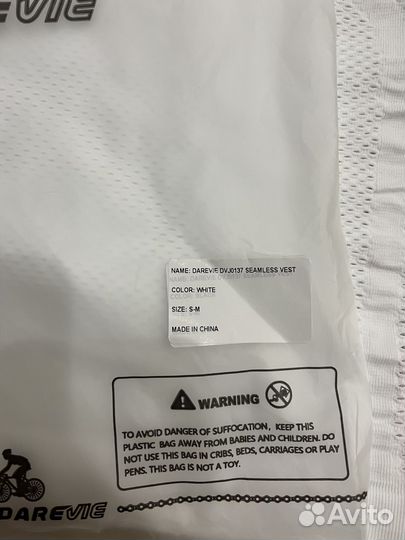 EVIE
NAME: DAREVIE DVJ0137 SEAMLESS VEST
COLOR: WHITE
SIZE: S-M
MADE IN CHINA
WARNING
TO AVOID DANGER OF SUFFOCATION, KEEP THIS
PLASTIC BAG AWAY FROM BABIES AND CHILDREN. DO
NOT USE THIS BAG IN CRIBS, BEDS, CARRIAGES OR PLAY
PENS. THIS BAG IS NOT A TOY.
DAREVIE
Avito